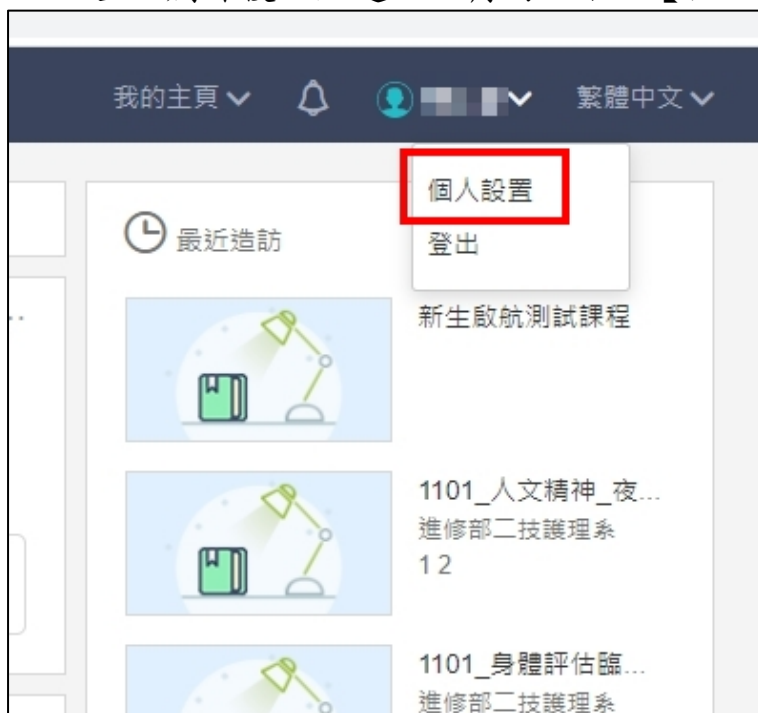 我的主頁
繁體中文
個人設置
登出
最近造訪
新生啟航測試課程
1101_人文精神_夜...
進修部二技護理系
1 2
1101_身體評估臨...
進修部二技護理系